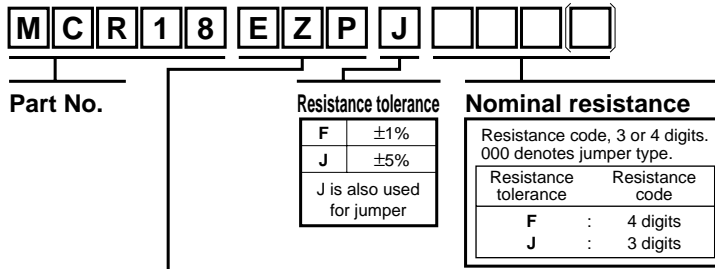 M C R 1 8 E Z P J ( )
Part No.
Resistance tolerance
F ±1%
J ±5%
J is also used
for jumper
Nominal resistance
Resistance code, 3 or 4 digits.
000 denotes jumper type.
Resistance tolerance Resistance code
F : 4 digits
J : 3 digits